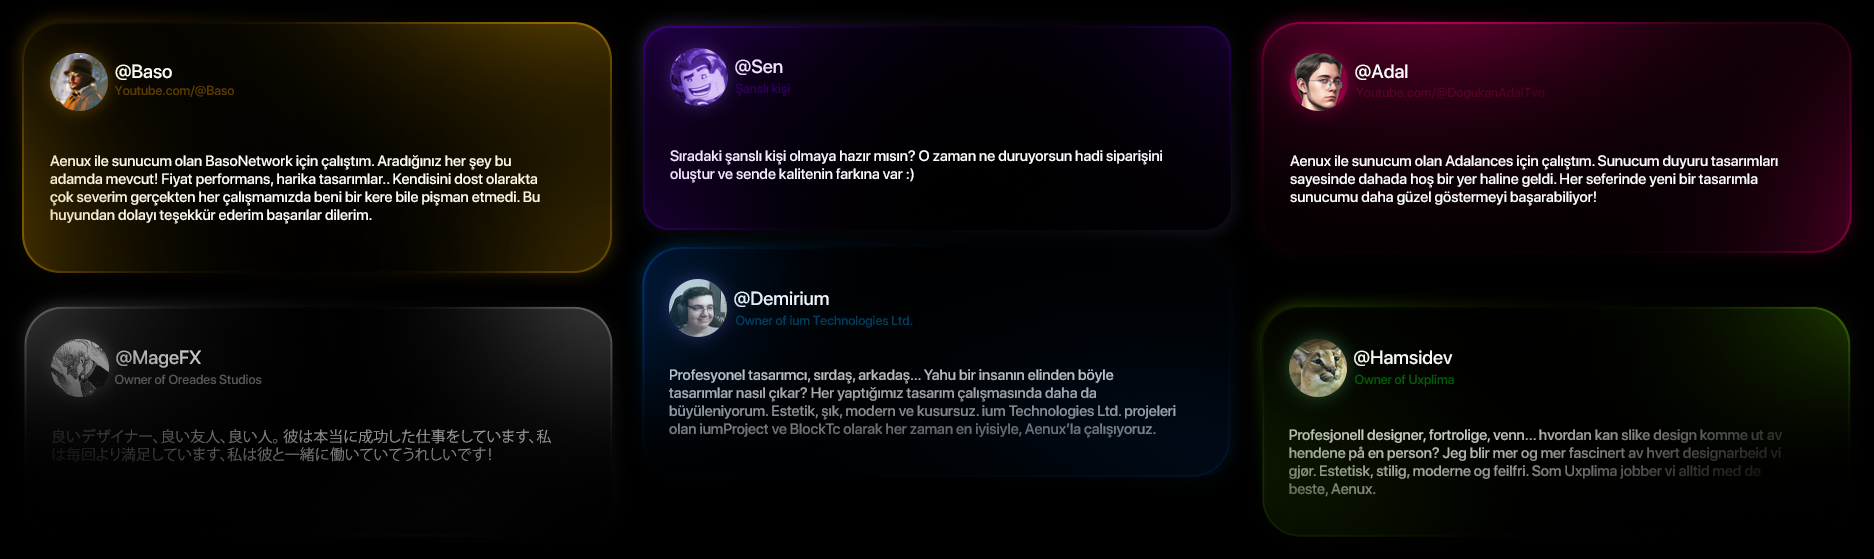 @Baso
Youtube.com/@Baso
Aenux ile sunucum olan BasoNetwork için çalıştım. Aradığınız her şey bu
adamda mevcut! Fiyat performans, harika tasarımlar.. Kendisini dost olarakta
çok severim gerçekten her çalışmamızda beni bir kere bile pişman etmedi. Bu
huyundan dolayı teşekkür ederim başarılar dilerim.
@Sen
Şanslı kişi
Sıradaki şanslı kişi olmaya hazır mısın? O zaman ne duruyorsun hadi siparişini
oluştur ve sende kalitenin farkına var :)
@Adal
Youtube.com/@DogukanAdalTwo
Aenux ile sunucum olan Adalances için çalıştım. Sunucum duyuru tasarımları
sayesinde dahada hoş bir yer haline geldi. Her seferinde yeni bir tasarımla
sunucumu daha güzel göstermeyi başarabiliyor!
@MageFX
Owner of Oreades Studios
良いデザイナー、良い友人、良い人。彼は本当に成功した仕事をしています、私
は毎回より満足しています、私は彼と一緒に働いていてうれしいです!
@Demirium
Owner of ium Technologies Ltd.
Profesyonel tasarımcı, sırdaş, arkadaş... Yahu bir insanın elinden böyle
tasarımlar nasıl çıkar? Her yaptığımız tasarım çalışmasında daha da
büyüleniyorum. Estetik, şık, modern ve kusursuz. ium Technologies Ltd. projeleri
olan iumProject ve BlockTc olarak her zaman en iyisiyle, Aenux'la çalışıyoruz.
@Hamsidev
Owner of Uxplima
Profesjonell designer, fortrolige, venn... hvordan kan slike design komme ut av
hendene på en person? Jeg blir mer og mer fascinert av hvert designarbeid vi
gjør. Estetisk, stilig, moderne og feilfri. Som Uxplima jobber vi alltid med de
beste, Aenux.